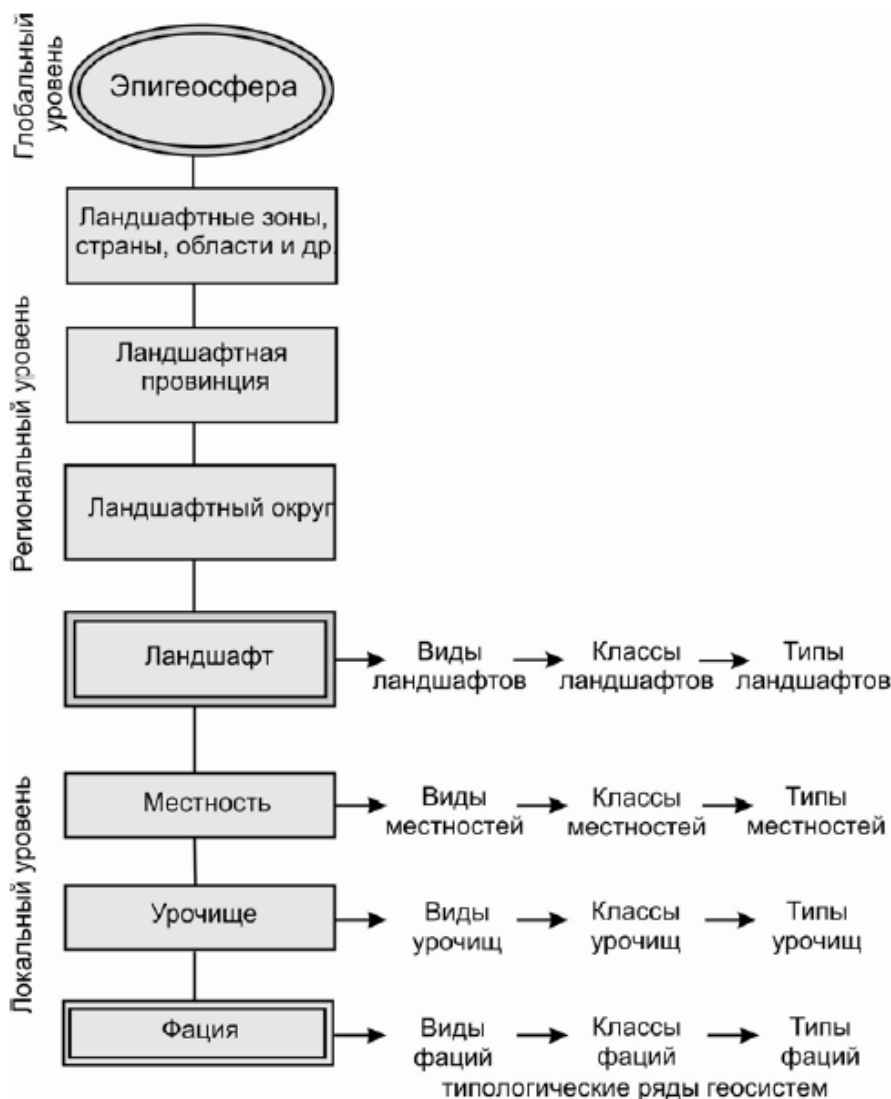 Глобальный
уровень
Эпигеосфера
Ландшафтные зоны,
страны, области и др.
Региональный уровень
Ландшафтная
провинция
Ландшафтный округ
Ландшафт
Виды
ландшафтов
Классы
ландшафтов
Типы
ландшафтов
Локальный уровень
Местность
Виды
местностей
Классы
местностей
Типы
местностей
Урочище
Виды
урочищ
Классы
урочищ
Типы
урочищ
Фация
Виды
фаций
Классы
фаций
Типы
фаций
типологические ряды геосистем